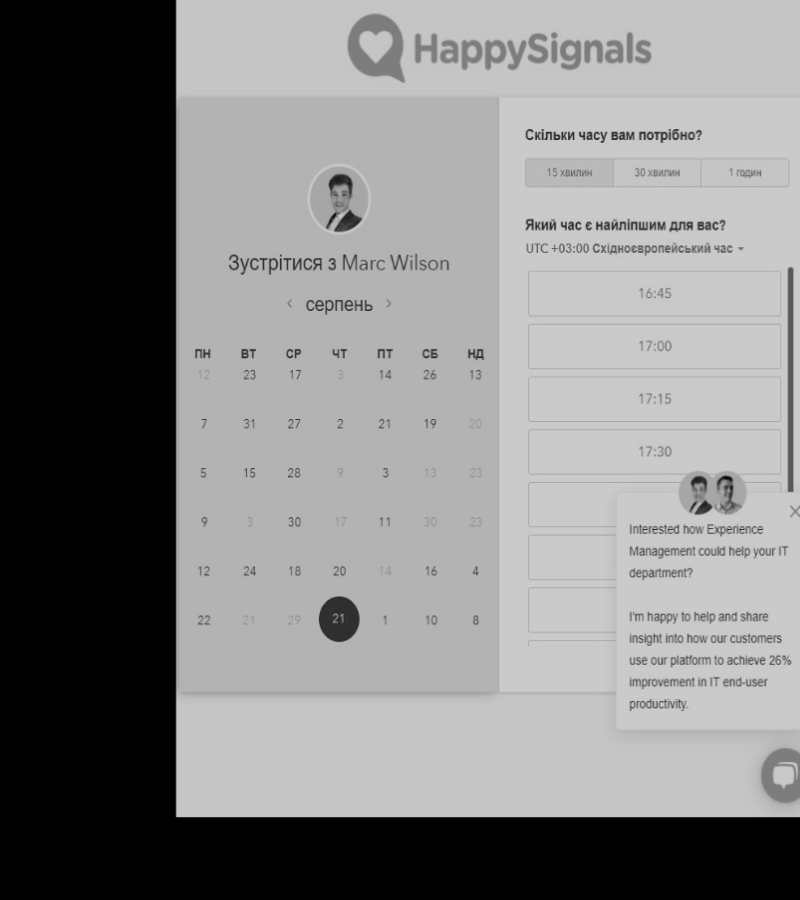 HappySignals
Зустрітися з Marc Wilson
‹ серпень ›
ПН ВТ СР ЧТ ПТ СБ НД
12 23 17 3 14 26 13
7 31 27 2 21 19 20
5 15 28 9 3 13 23
9 3 30 17 11 30 23
12 24 18 20 14 16 4
22 21 29 21 1 10 8
Скільки часу вам потрібно?
15 хвилин 30 хвилин 1 годин
Який час є найліпшим для вас?
UTC +03:00 Східноєвропейський час
16:45
17:00
17:15
17:30
Interested how Experience
Management could help your IT
department?
I'm happy to help and share
insight into how our customers
use our platform to achieve 26%
improvement in IT end-user
productivity.